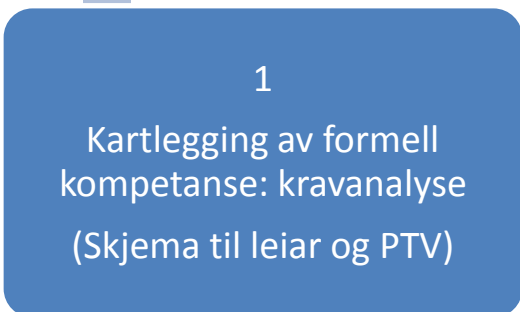 1
Kartlegging av formell
kompetanse: kravanalyse
(Skjema til leiar og PTV)